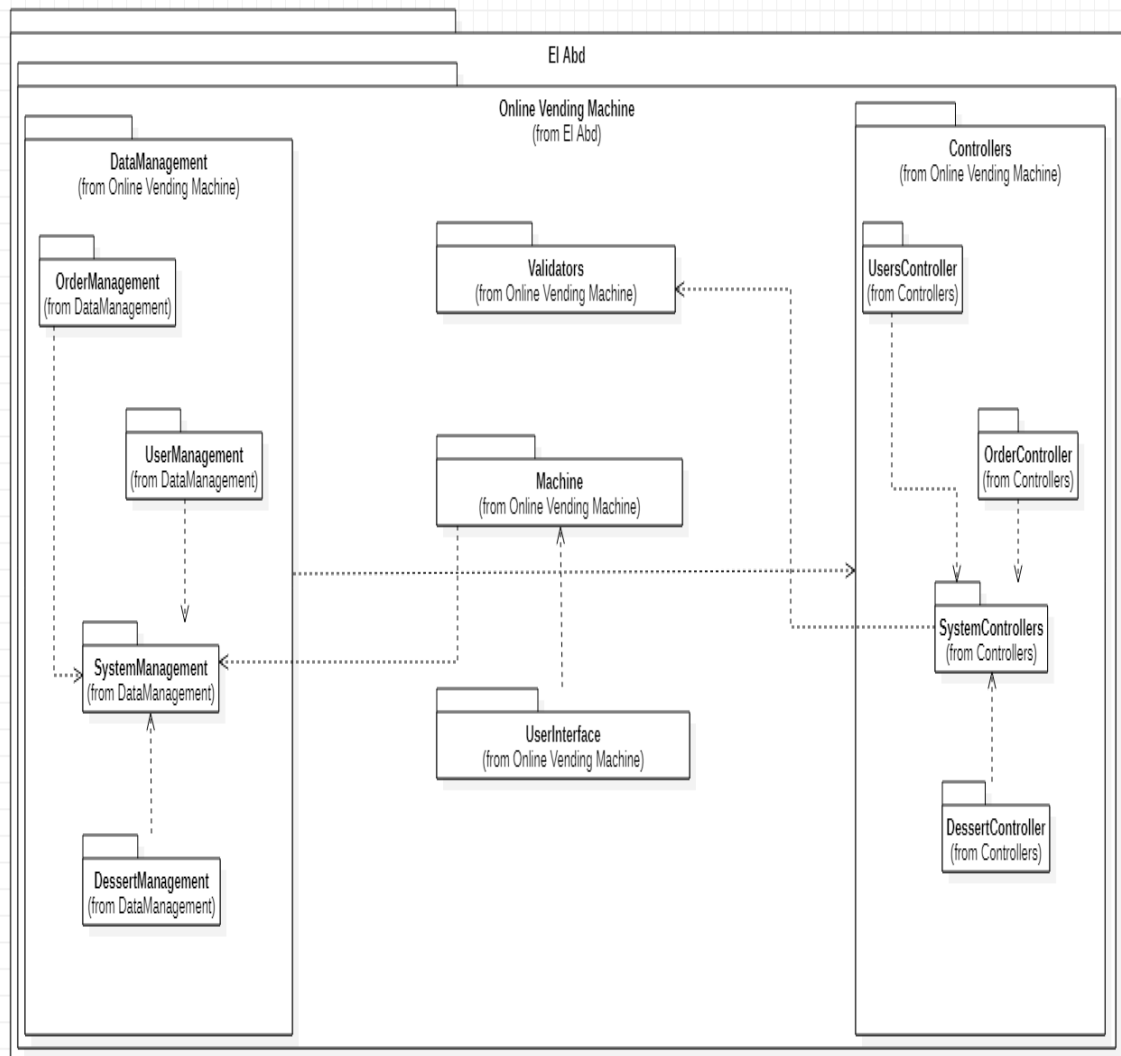 El Abd
Online Vending Machine
(from El Abd)
DataManagement
(from Online Vending Machine)
OrderManagement
(from DataManagement)
UserManagement
(from DataManagement)
SystemManagement
(from DataManagement)
DessertManagement
(from DataManagement)
Validators
(from Online Vending Machine)
Machine
(from Online Vending Machine)
UserInterface
(from Online Vending Machine)
Controllers
(from Online Vending Machine)
UsersController
(from Controllers)
OrderController
(from Controllers)
SystemControllers
(from Controllers)
DessertController
(from Controllers)